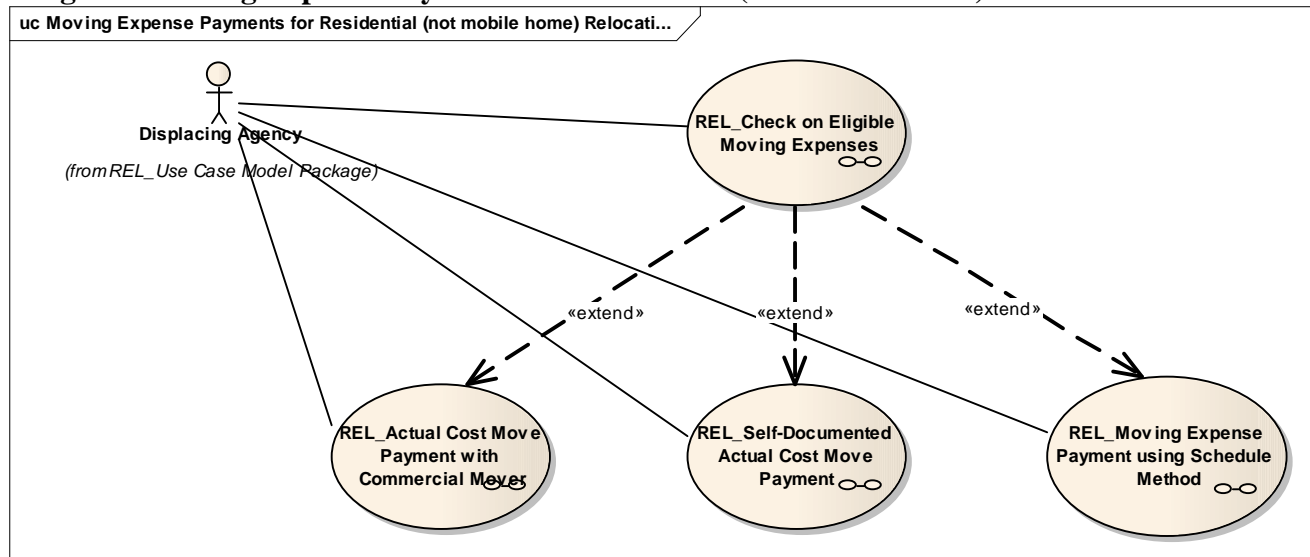 uc Moving Expense Payments for Residential (not mobile home) Relocati...
Displacing Agency
(from REL_Use Case Model Package)
REL_Check on Eligible
Moving Expenses
«extend»
«extend»
«extend»
REL_Actual Cost Move
Payment with
Commercial Mover
REL_Self-Documented
Actual Cost Move
Payment
REL_Moving Expense
Payment using Schedule
Method